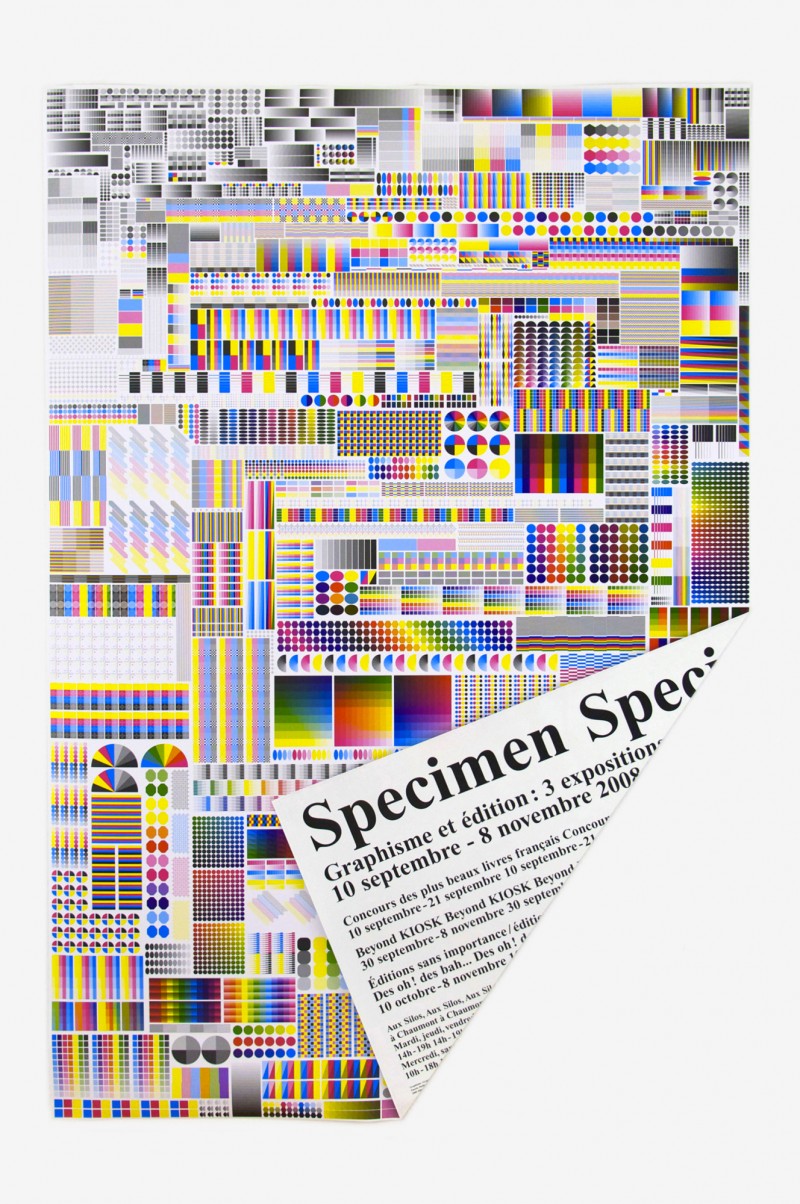 Specimen Speci
Graphisme et édition : 3 expositions
10 septembre - 8 novembre 2008
Concours des plus beaux livres français Concour
10 septembre - 21 septembre 10 septembre - 21
Beyond KIOSK Beyond KIOSK Beyond
30 septembre - 8 novembre 30 septem
Éditions sans importance / éditio
Des oh ! des bah... Des oh ! d
10 octobre - 8 novembre 1
Aux Silos, Aux Silos, Aux Si
à Chaumont à Chaumon
Mardi, jeudi, vendre
14h - 19h 14h - 19
Mercredi, sa
10h - 18h